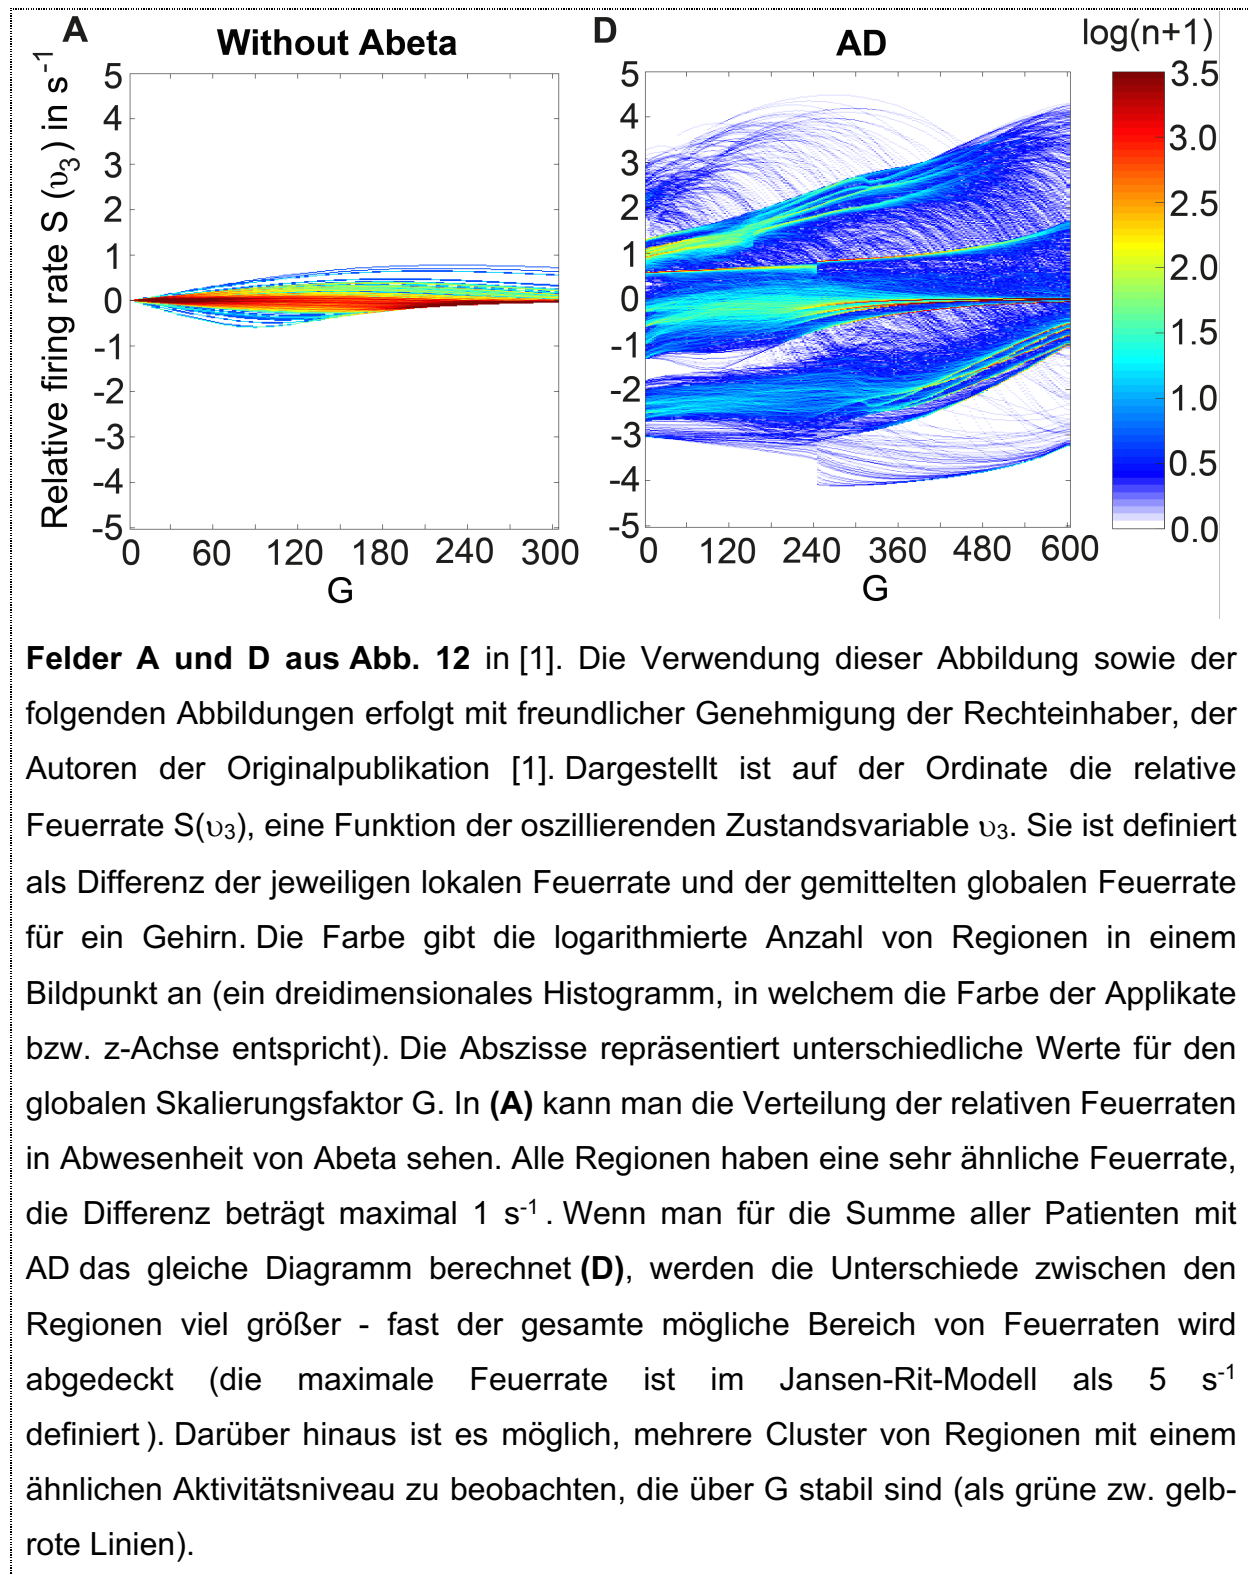 A
Without Abeta
D
AD
log(n+1)
Relative firing rate S (υ₃) in s⁻¹
5
4
3
2
1
0
-1
-2
-3
-4
-5
0 60 120 180 240 300
G
5
4
3
2
1
0
-1
-2
-3
-4
-5
0 120 240 360 480 600
G
3.5
3.0
2.5
2.0
1.5
1.0
0.5
0.0
Felder A und D aus Abb. 12 in [1]. Die Verwendung dieser Abbildung sowie der
folgenden Abbildungen erfolgt mit freundlicher Genehmigung der Rechteinhaber, der
Autoren der Originalpublikation [1]. Dargestellt ist auf der Ordinate die relative
Feuerrate S(υ₃), eine Funktion der oszillierenden Zustandsvariable υ₃. Sie ist definiert
als Differenz der jeweiligen lokalen Feuerrate und der gemittelten globalen Feuerrate
für ein Gehirn. Die Farbe gibt die logarithmierte Anzahl von Regionen in einem
Bildpunkt an (ein dreidimensionales Histogramm, in welchem die Farbe der Applikate
bzw. z-Achse entspricht). Die Abszisse repräsentiert unterschiedliche Werte für den
globalen Skalierungsfaktor G. In (A) kann man die Verteilung der relativen Feuerraten
in Abwesenheit von Abeta sehen. Alle Regionen haben eine sehr ähnliche Feuerrate,
die Differenz beträgt maximal 1 s⁻¹ . Wenn man für die Summe aller Patienten mit
AD das gleiche Diagramm berechnet (D), werden die Unterschiede zwischen den
Regionen viel größer - fast der gesamte mögliche Bereich von Feuerraten wird
abgedeckt (die maximale Feuerrate ist im Jansen-Rit-Modell als 5 s⁻¹
definiert ). Darüber hinaus ist es möglich, mehrere Cluster von Regionen mit einem
ähnlichen Aktivitätsniveau zu beobachten, die über G stabil sind (als grüne zw. gelb-
rote Linien).